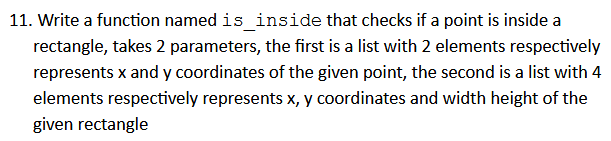 11. Write a function named is_inside that checks if a point is inside a
rectangle, takes 2 parameters, the first is a list with 2 elements respectively
represents x and y coordinates of the given point, the second is a list with 4
elements respectively represents x, y coordinates and width height of the
given rectangle